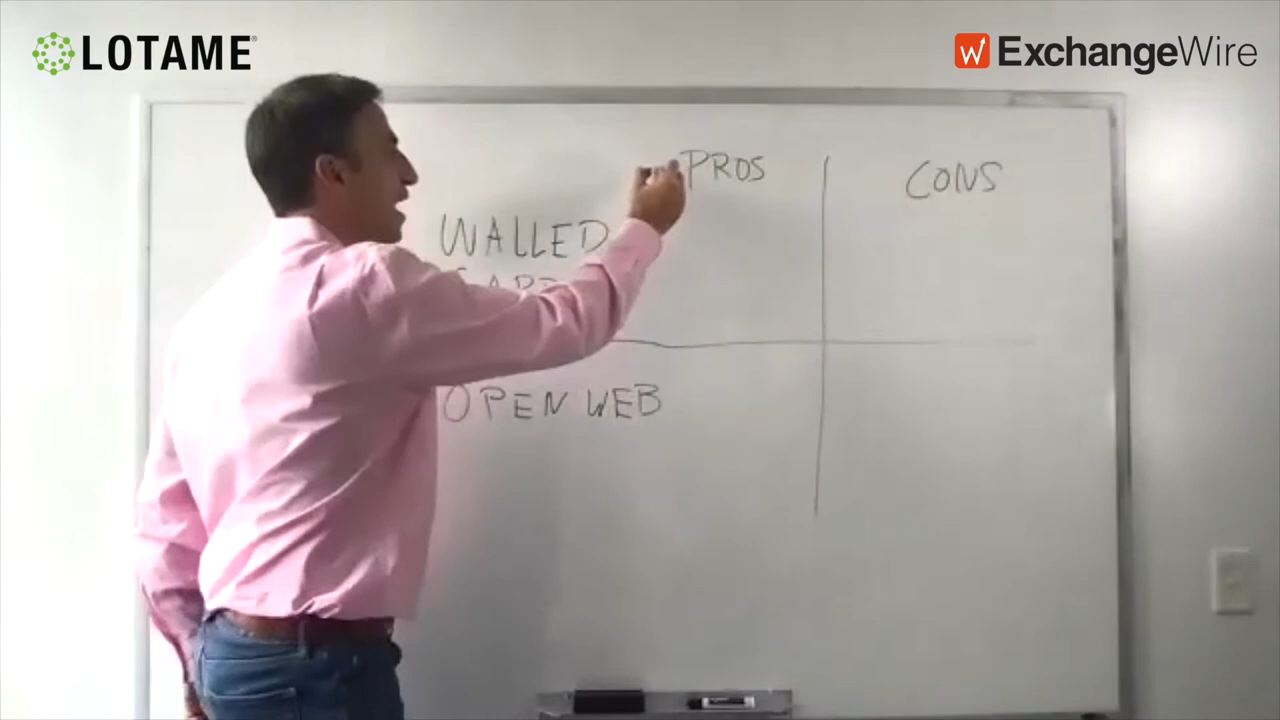 LOTAME®
ExchangeWire
PROS
CONS
WALLED
OPEN WEB